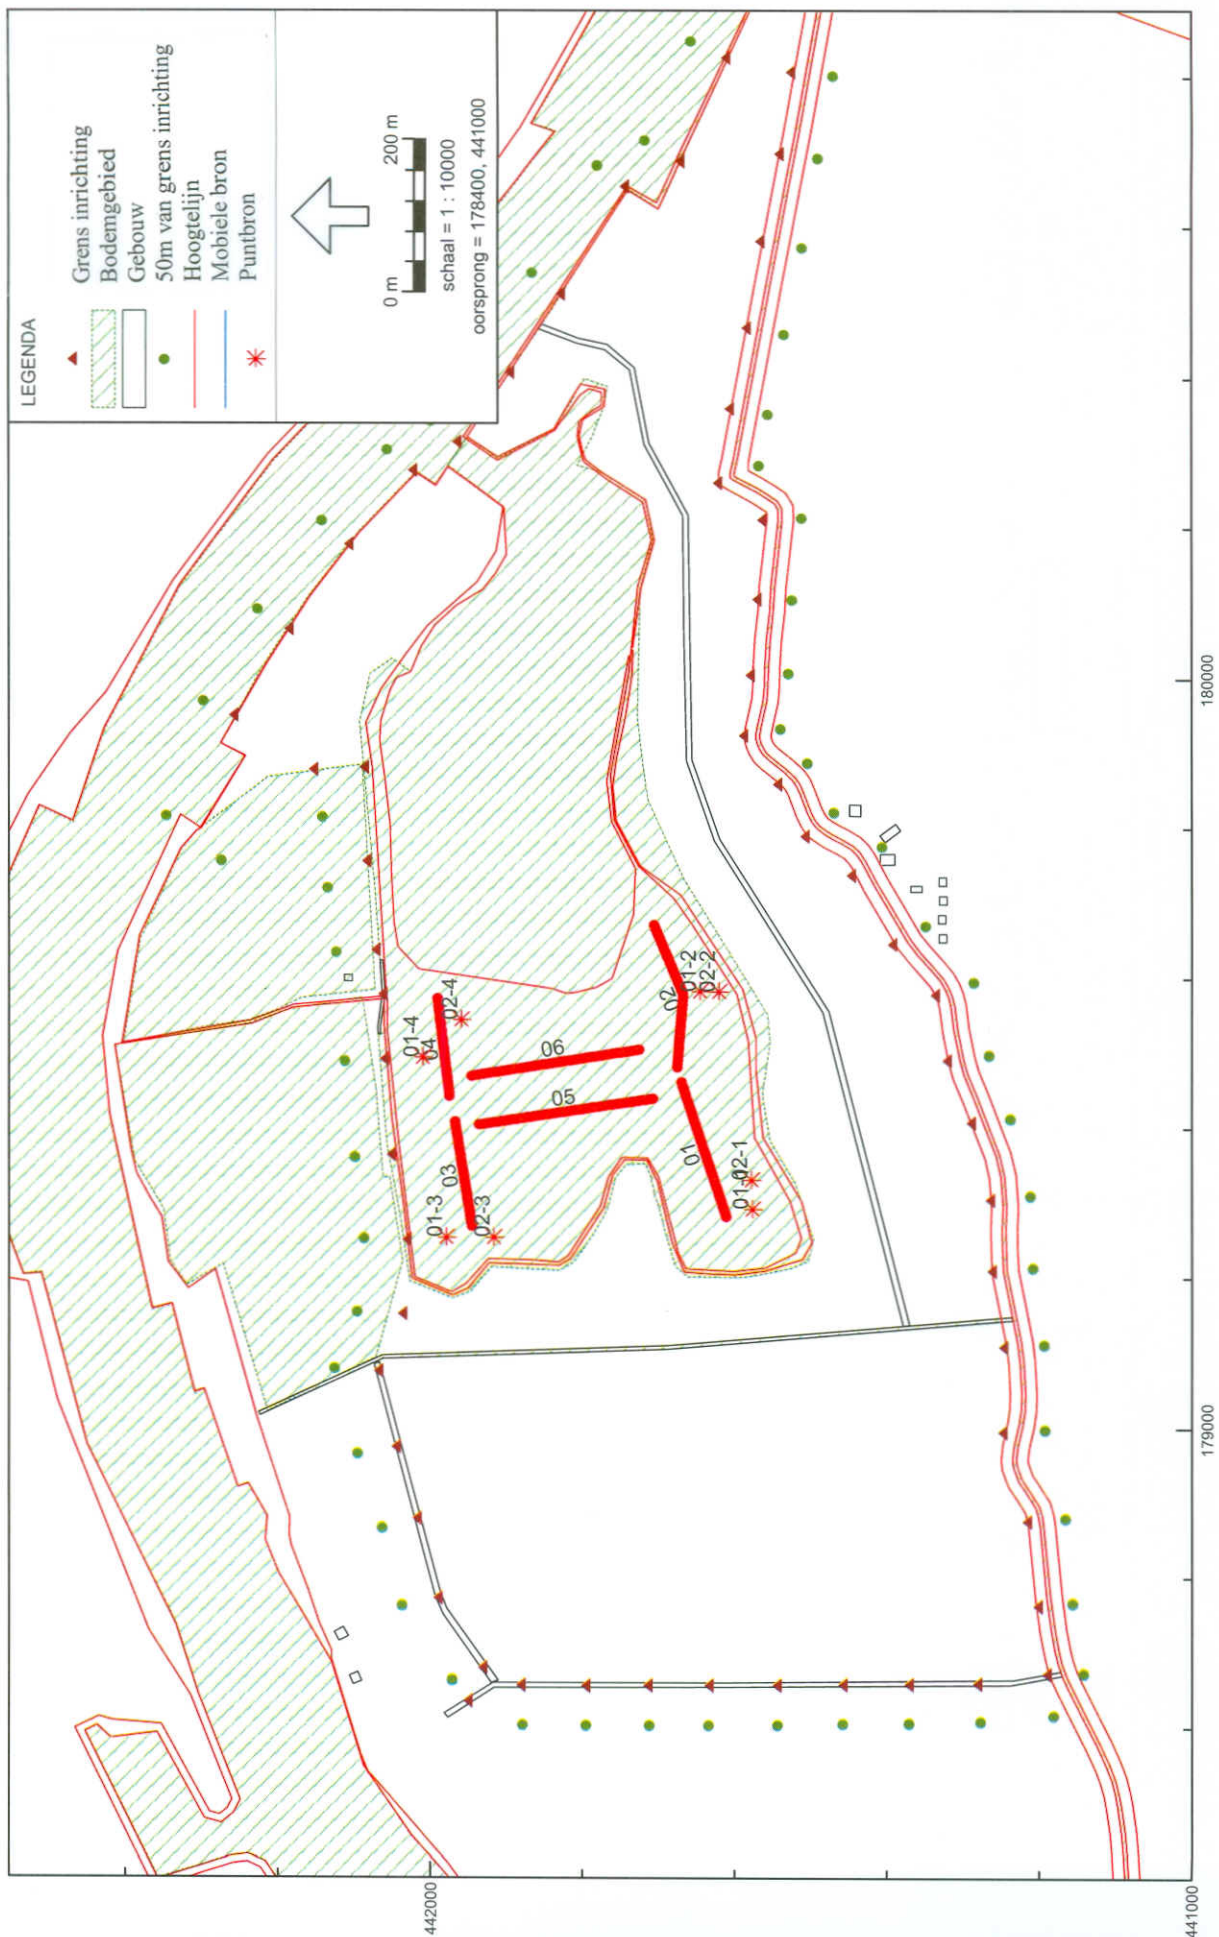 LEGENDA
Grens inrichting
Bodemgebied
Gebouw
50m van grens inrichting
Hoogtelijn
Mobiele bron
Puntbron
0 m
200 m
schaal = 1 : 10000
oorsprong = 178400, 441000
01-4
04
02-4
06
05
03
01-3
02-3
02
01-2
02-2
01
02-1
442000
441000
179000
180000